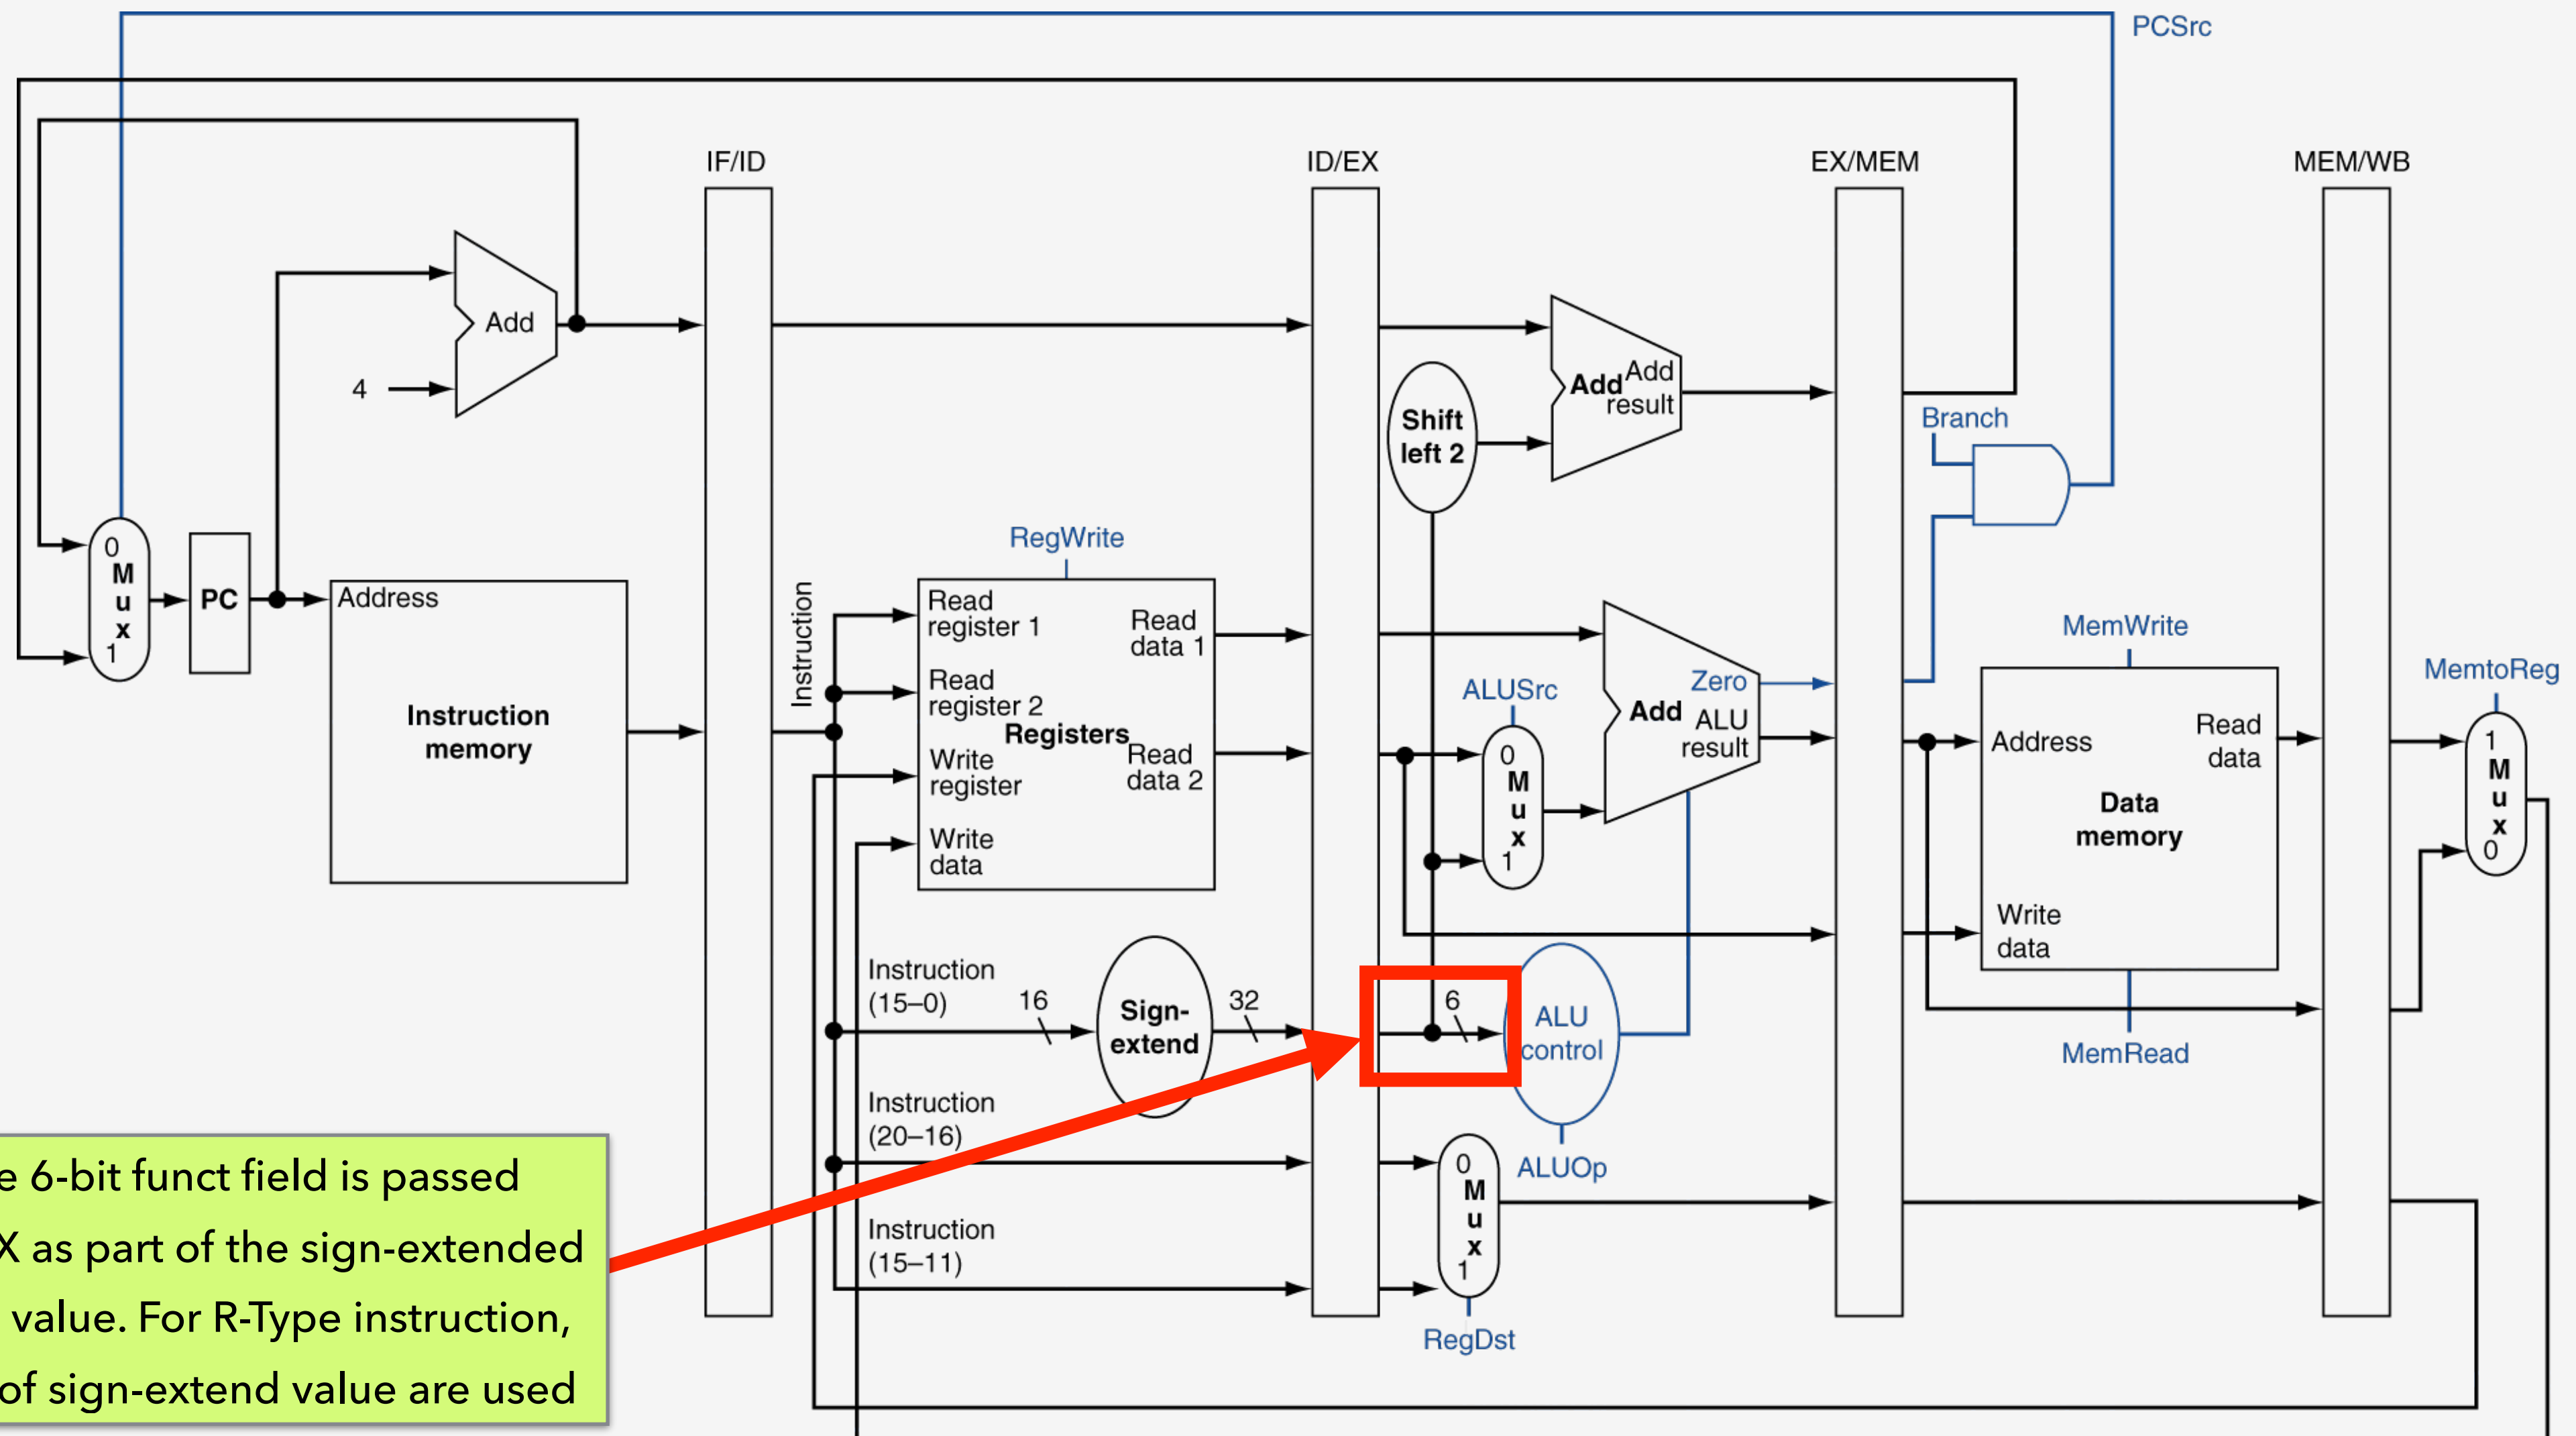 PCSrc
IF/ID
ID/EX
EX/MEM
MEM/WB
Add
4
Shift
left 2
Add
Add
result
Branch
0
M
u
x
1
PC
Address
Instruction
memory
Instruction
RegWrite
Read
register 1
Read
register 2
Write
register
Write
data
Registers
Read
data 1
Read
data 2
ALUSrc
0
M
u
x
1
Add
Zero
ALU
result
MemWrite
Address
Read
data
Data
memory
Write
data
MemRead
MemtoReg
1
M
u
x
0
Instruction
(15–0)
16
Sign-
extend
32
6
ALU
control
ALUOp
Instruction
(20–16)
Instruction
(15–11)
0
M
u
x
1
RegDst
6-bit funct field is passed
as part of the sign-extended
value. For R-Type instruction,
of sign-extend value are used